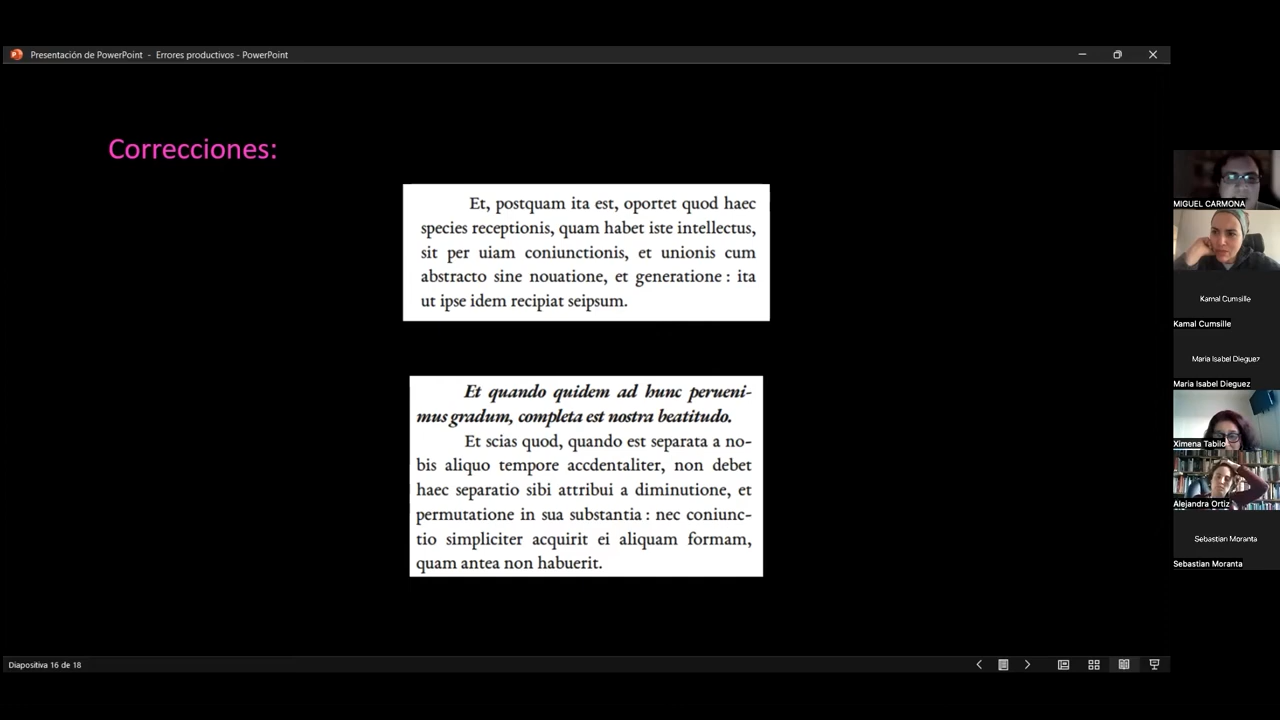 Presentación de PowerPoint - Errores productivos - PowerPoint
Correcciones:
Et, postquam ita est, oportet quod haec
species receptionis, quam habet iste intellectus,
sit per uiam coniunctionis, et unionis cum
abstracto sine nouatione, et generatione : ita
ut ipse idem recipiat seipsum.
Et quando quidem ad hunc perueni-
mus gradum, completa est nostra beatitudo.
Et scias quod, quando est separata a no-
bis aliquo tempore accdentaliter, non debet
haec separatio sibi attribui a diminutione, et
permutatione in sua substantia : nec coniunc-
tio simpliciter acquirit ei aliquam formam,
quam antea non habuerit.
Diapositiva 16 de 18
MIGUEL CARMONA
Kamal Cumsille
Kamal Cumsille
Maria Isabel Dieguez
Maria Isabel Dieguez
Ximena Tabilo
Alejandra Ortiz
Sebastian Moranta
Sebastian Moranta